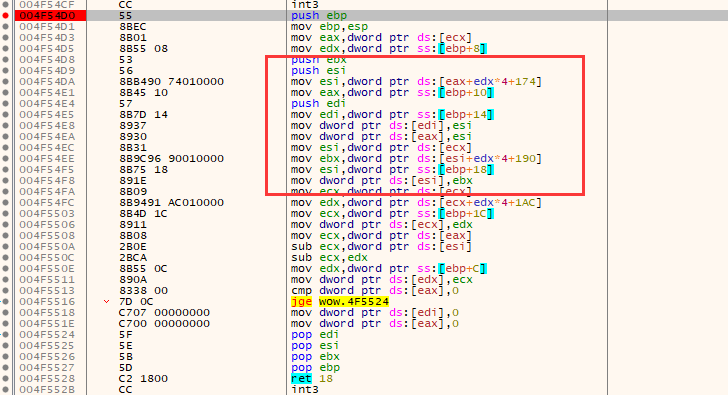 004F54CF CC int3
004F54D0 55 push ebp
004F54D1 8BEC mov ebp,esp
004F54D3 8B01 mov eax,dword ptr ds:[ecx]
004F54D5 8B55 08 mov edx,dword ptr ss:[ebp+8]
004F54D8 53 push ebx
004F54D9 56 push esi
004F54DA 8BB490 74010000 mov esi,dword ptr ds:[eax+edx*4+174]
004F54E1 8B45 10 mov eax,dword ptr ss:[ebp+10]
004F54E4 57 push edi
004F54E5 8B7D 14 mov edi,dword ptr ss:[ebp+14]
004F54E8 8937 mov dword ptr ds:[edi],esi
004F54EA 8930 mov dword ptr ds:[eax],esi
004F54EC 8B31 mov esi,dword ptr ds:[ecx]
004F54EE 8B9C96 90010000 mov ebx,dword ptr ds:[esi+edx*4+190]
004F54F5 8B75 18 mov esi,dword ptr ss:[ebp+18]
004F54F8 891E mov dword ptr ds:[esi],ebx
004F54FA 8B09 mov ecx,dword ptr ds:[ecx]
004F54FC 8B9491 AC010000 mov edx,dword ptr ds:[ecx+edx*4+1AC]
004F5503 8B4D 1C mov ecx,dword ptr ss:[ebp+1C]
004F5506 8911 mov dword ptr ds:[ecx],edx
004F5508 8B08 mov ecx,dword ptr ds:[eax]
004F550A 2B0E sub ecx,dword ptr ds:[esi]
004F550C 2BCA sub ecx,edx
004F550E 8B55 0C mov edx,dword ptr ss:[ebp+C]
004F5511 890A mov dword ptr ds:[edx],ecx
004F5513 8338 00 cmp dword ptr ds:[eax],0
004F5516 7D 0C jge wow.4F5524
004F5518 C707 00000000 mov dword ptr ds:[edi],0
004F551E C700 00000000 mov dword ptr ds:[eax],0
004F5524 5F pop edi
004F5525 5E pop esi
004F5526 5B pop ebx
004F5527 5D pop ebp
004F5528 C2 1800 ret 18
004F552B CC int3